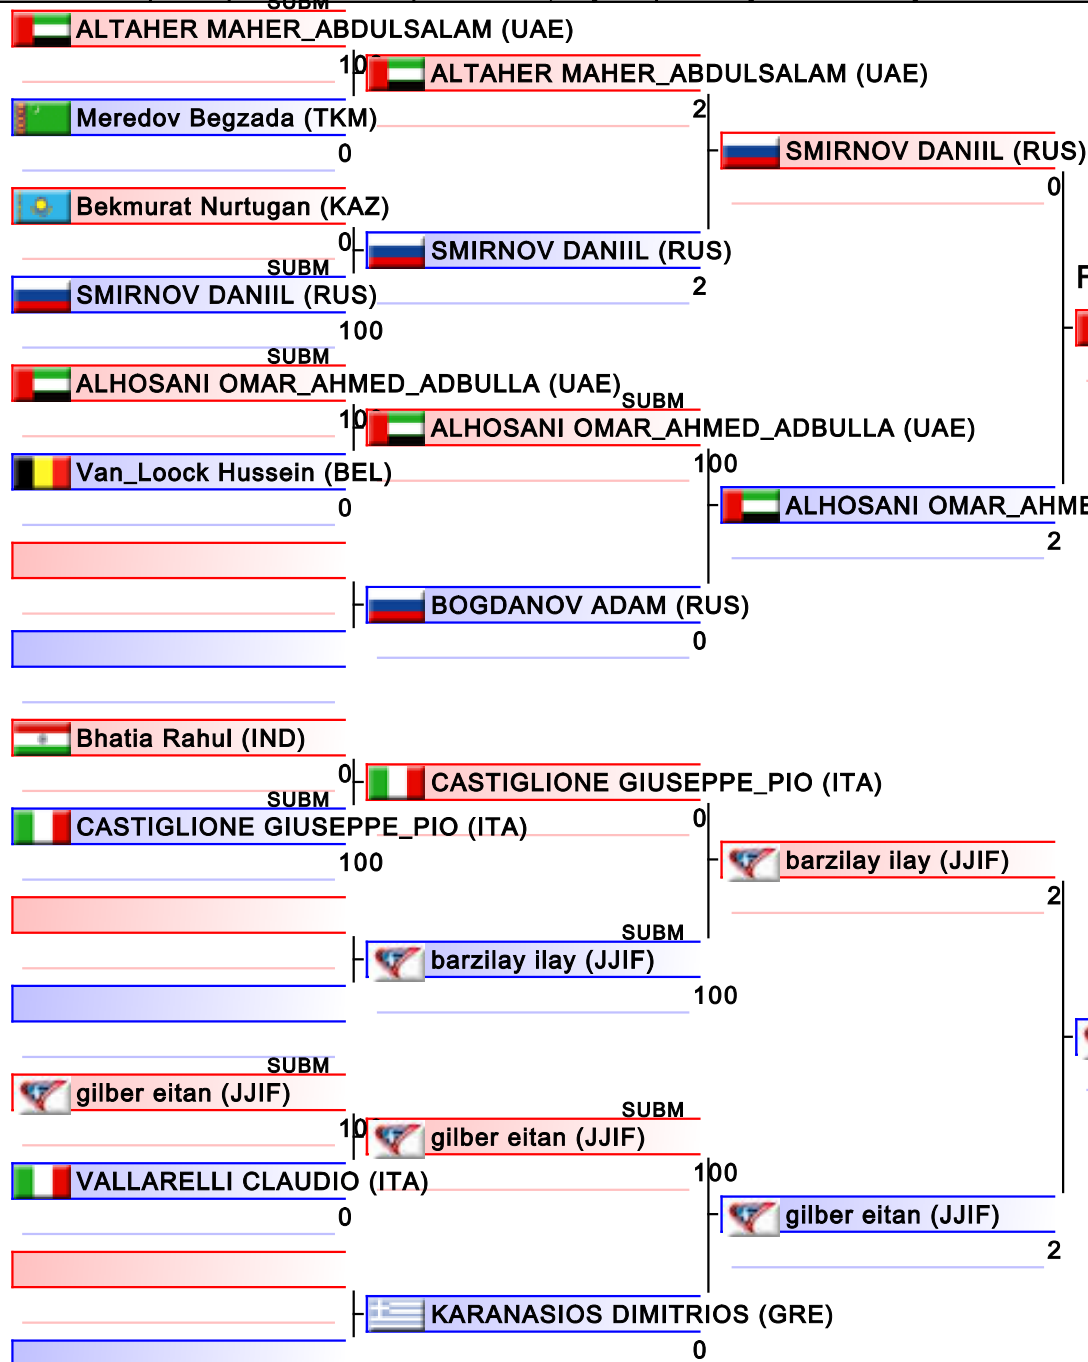 SUBM
ALTAHER MAHER_ABDULSALAM (UAE)
100
ALTAHER MAHER_ABDULSALAM (UAE)
2
Meredov Begzada (TKM)
0
SMIRNOV DANIIL (RUS)
0
Bekmurat Nurtugan (KAZ)
0
SMIRNOV DANIIL (RUS)
2
SUBM
SMIRNOV DANIIL (RUS)
100
SUBM
ALHOSANI OMAR_AHMED_ADBULLA (UAE)
100
SUBM
ALHOSANI OMAR_AHMED_ADBULLA (UAE)
100
Van_Loock Hussein (BEL)
0
ALHOSANI OMAR_AHME
2
BOGDANOV ADAM (RUS)
0
Bhatia Rahul (IND)
0
CASTIGLIONE GIUSEPPE_PIO (ITA)
0
SUBM
CASTIGLIONE GIUSEPPE_PIO (ITA)
100
barzilay ilay (JJIF)
2
SUBM
barzilay ilay (JJIF)
100
SUBM
gilber eitan (JJIF)
100
SUBM
gilber eitan (JJIF)
100
VALLARELLI CLAUDIO (ITA)
0
gilber eitan (JJIF)
2
KARANASIOS DIMITRIOS (GRE)
0